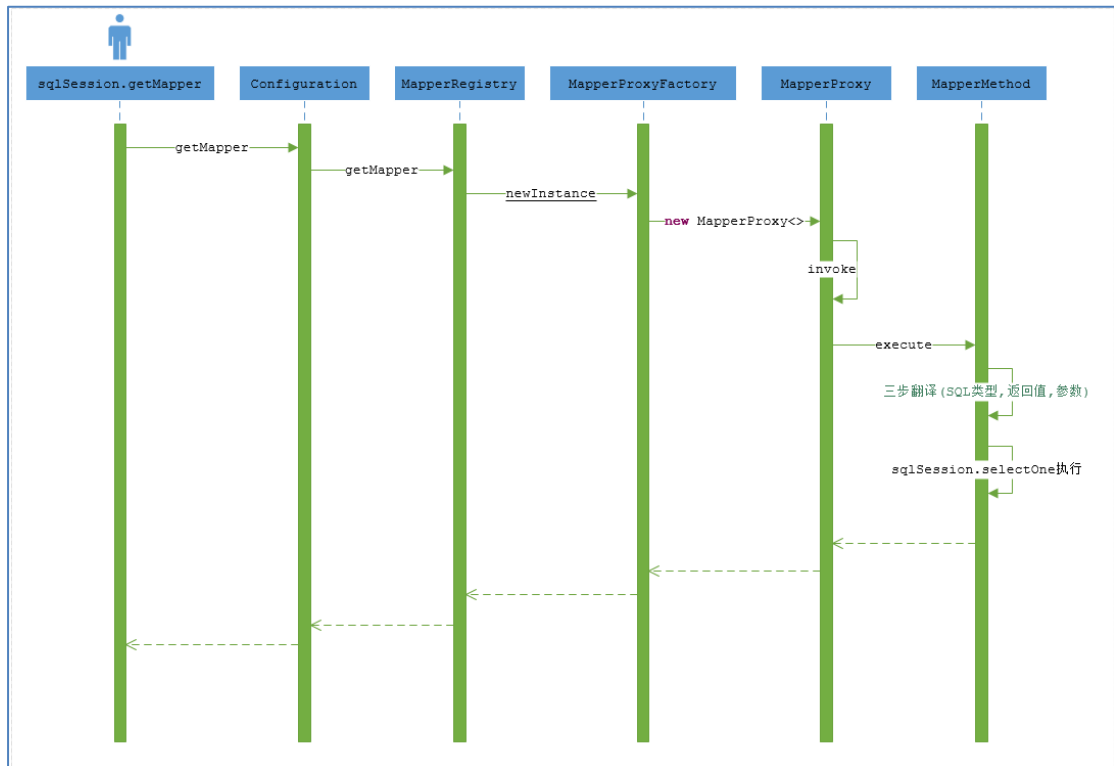 sqlSession.getMapper
Configuration
MapperRegistry
MapperProxyFactory
MapperProxy
MapperMethod
getMapper
getMapper
newInstance
new MapperProxy<>
invoke
execute
三步翻译(SQL类型,返回值,参数)
sqlSession.selectOne执行